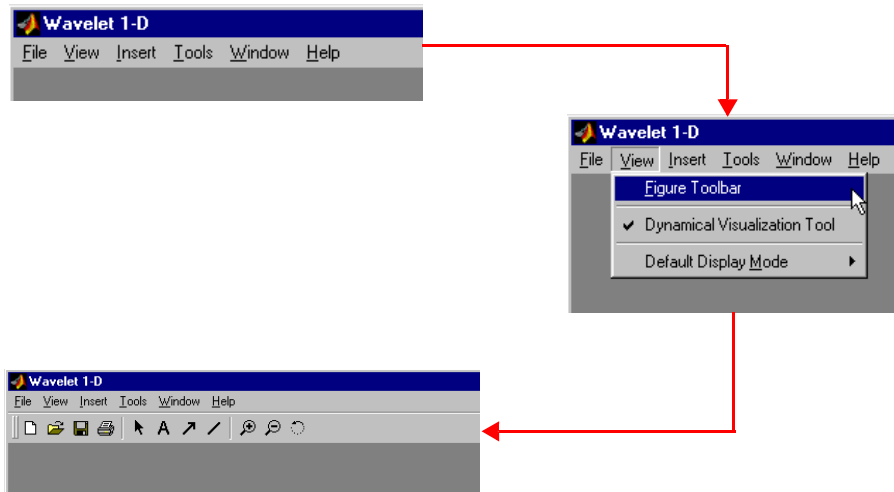 Wavelet 1-D
File View Insert Tools Window Help
Wavelet 1-D
File View Insert Tools Window Help
Figure Toolbar
Dynamical Visualization Tool
Default Display Mode
Wavelet 1-D
File View Insert Tools Window Help
A